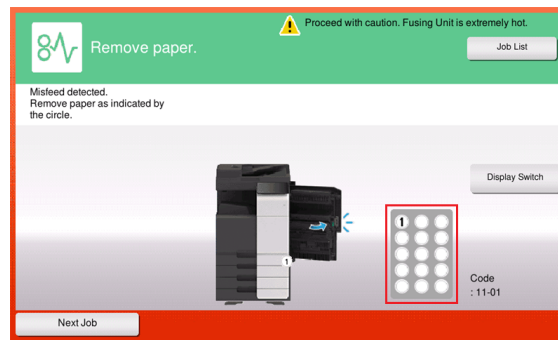 Proceed with caution. Fusing Unit is extremely hot.
Remove paper.
Job List
Misfeed detected.
Remove paper as indicated by
the circle.
Display Switch
1
1
Code
: 11-01
Next Job